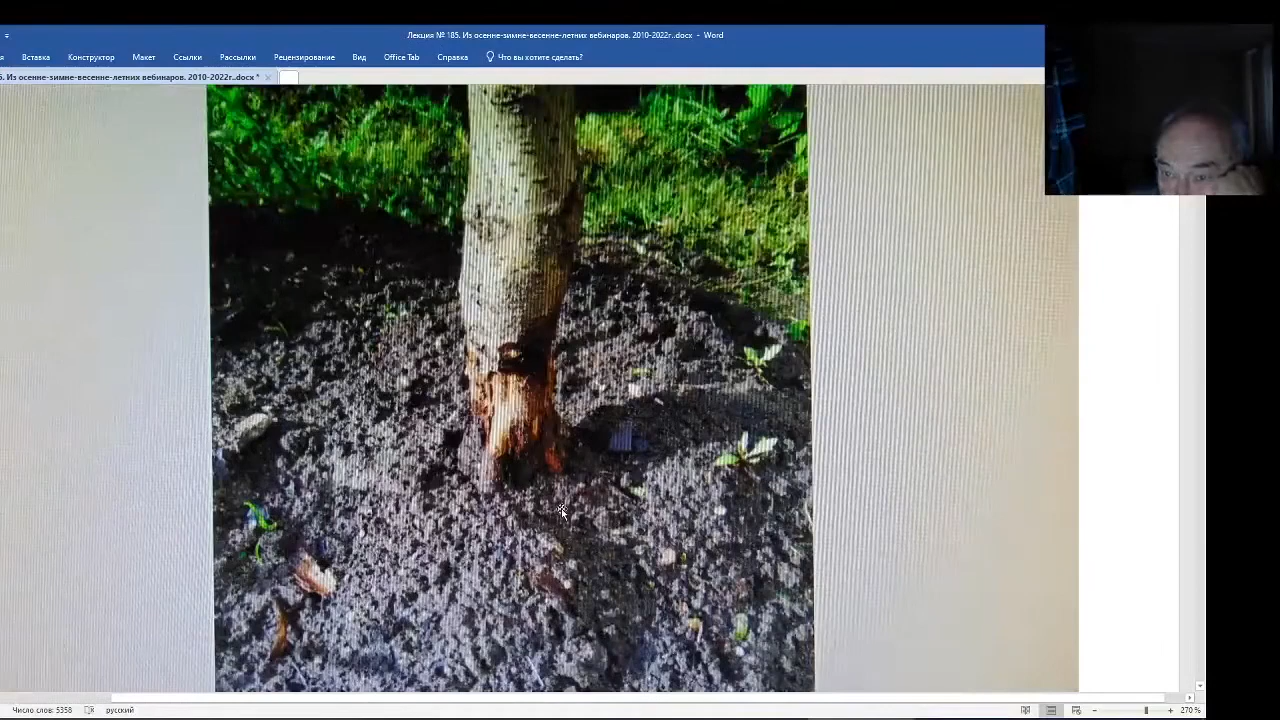 Лекция № 185. Из осенне-зимне-весенне-летних вебинаров. 2010-2022г..docx - Word
Вставка Конструктор Макет Ссылки Рассылки Рецензирование Вид Office Tab Справка Что вы хотите сделать?
5. Из осенне-зимне-весенне-летних вебинаров. 2010-2022г..docx *
Число слов: 5358 русский 270 %